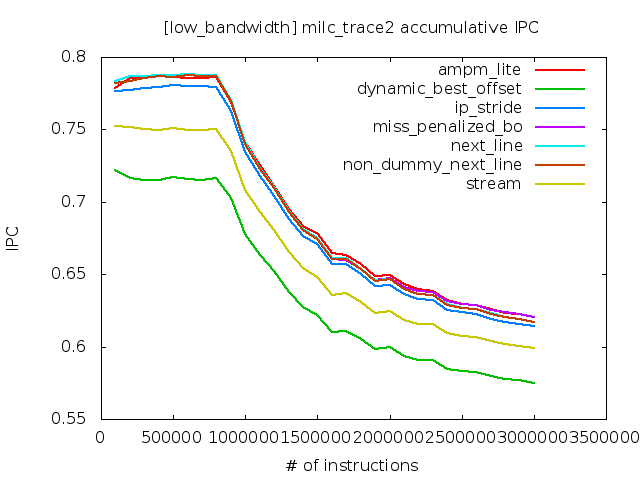 [low_bandwidth] milc_trace2 accumulative IPC
0.8
0.75
0.7
0.65
0.6
0.55
IPC
ampm_lite
dynamic_best_offset
ip_stride
miss_penalized_bo
next_line
non_dummy_next_line
stream
0 500000 1000000 1500000 2000000 2500000 3000000 3500000
# of instructions